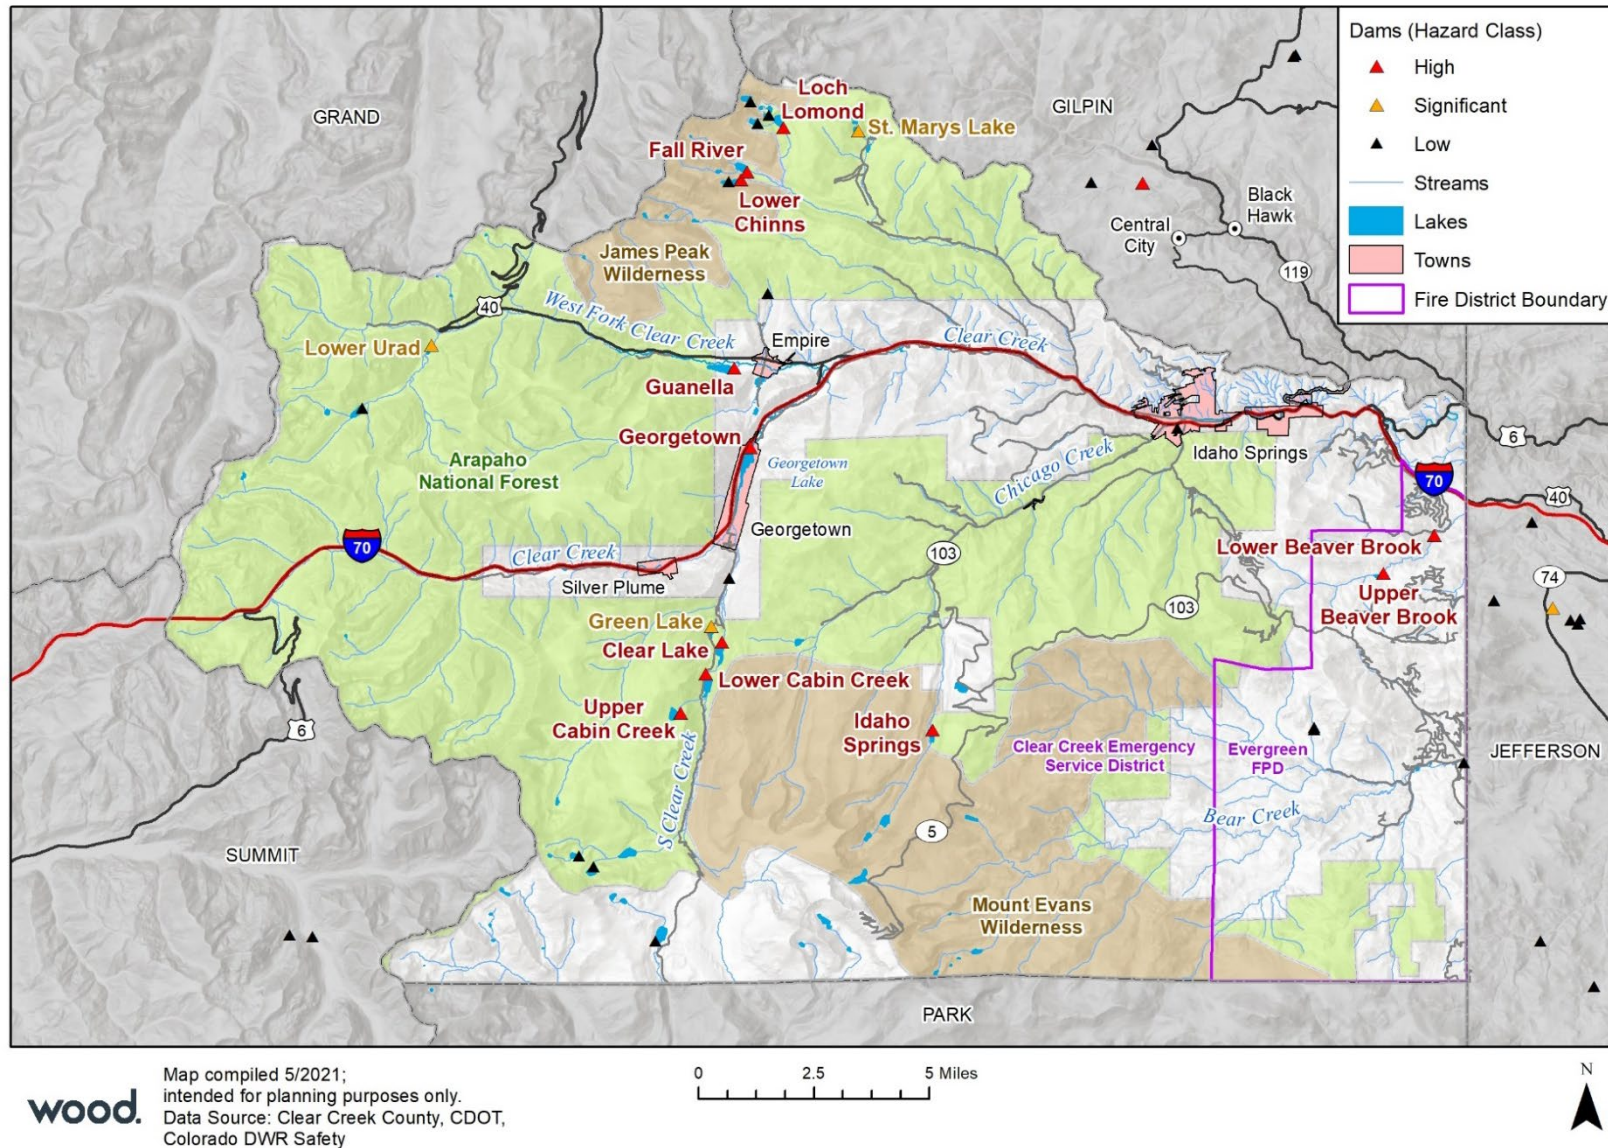 Dams (Hazard Class)
High
Significant
Low
Streams
Lakes
Towns
Fire District Boundary
GRAND
GILPIN
Loch
Lomond
St. Marys Lake
Fall River
Lower
Chinns
Black
Hawk
Central
City
119
James Peak
Wilderness
40
West Fork Clear Creek
Clear Creek
Lower Urad
Empire
Guanella
Georgetown
Georgetown
Lake
Chicago Creek
Idaho Springs
6
70
40
Arapaho
National Forest
70
Clear Creek
Georgetown
Silver Plume
103
103
Lower Beaver Brook
Upper
Beaver Brook
74
Green Lake
Clear Lake
Lower Cabin Creek
Upper
Cabin Creek
6
Idaho
Springs
Clear Creek Emergency
Service District
Evergreen
FPD
JEFFERSON
S Clear Creek
5
Bear Creek
SUMMIT
Mount Evans
Wilderness
PARK
wood.
Map compiled 5/2021;
intended for planning purposes only.
Data Source: Clear Creek County, CDOT,
Colorado DWR Safety
0 2.5 5 Miles
N